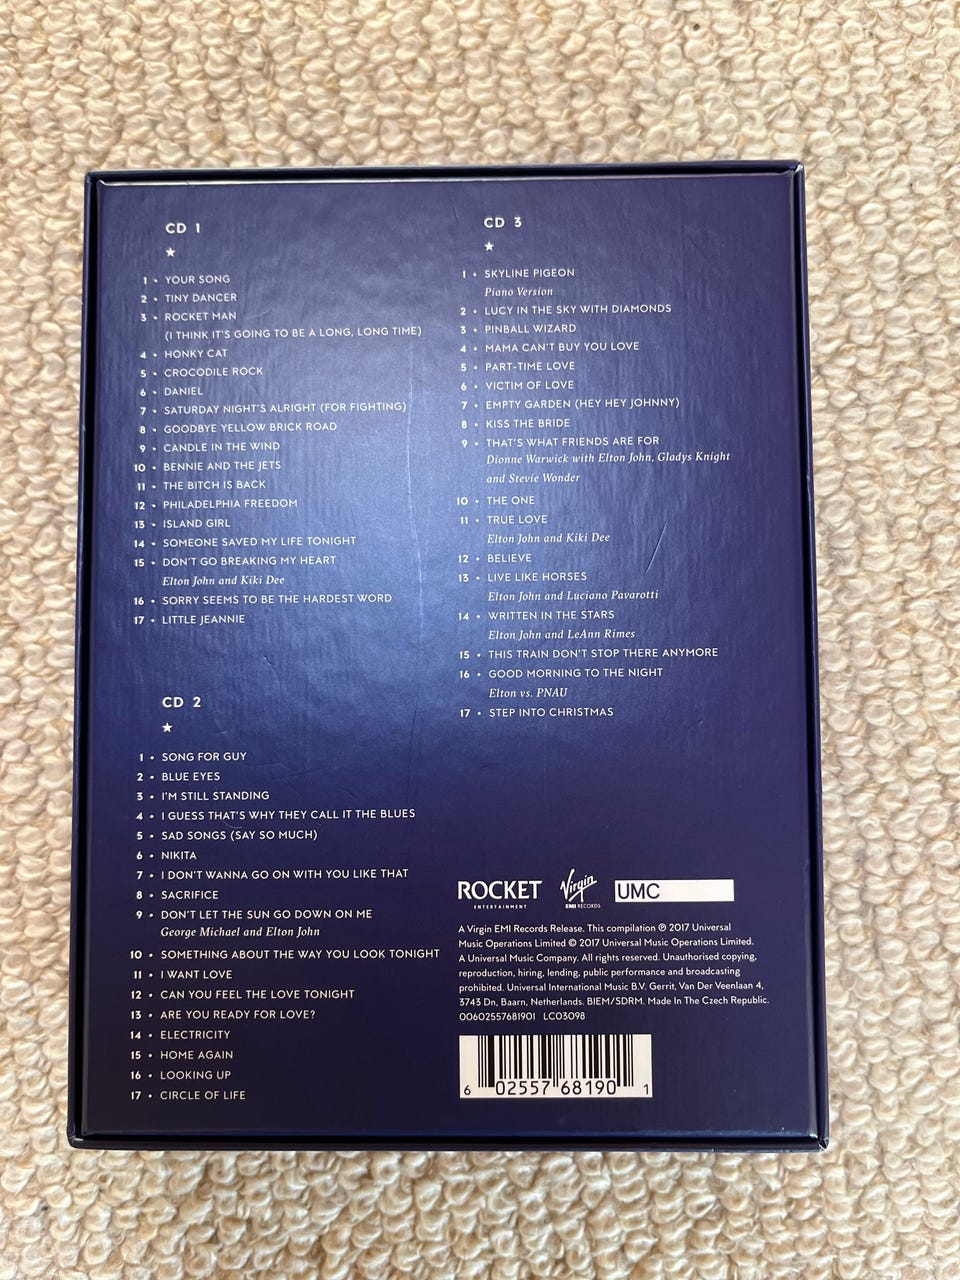 CD 1
★
1 • YOUR SONG
2 • TINY DANCER
3 • ROCKET MAN
(I THINK IT'S GOING TO BE A LONG, LONG TIME)
4 • HONKY CAT
5 • CROCODILE ROCK
6 • DANIEL
7 • SATURDAY NIGHT'S ALRIGHT (FOR FIGHTING)
8 • GOODBYE YELLOW BRICK ROAD
9 • CANDLE IN THE WIND
10 • BENNIE AND THE JETS
11 • THE BITCH IS BACK
12 • PHILADELPHIA FREEDOM
13 • ISLAND GIRL
14 • SOMEONE SAVED MY LIFE TONIGHT
15 • DON'T GO BREAKING MY HEART
Elton John and Kiki Dee
16 • SORRY SEEMS TO BE THE HARDEST WORD
17 • LITTLE JEANNIE
CD 2
★
1 • SONG FOR GUY
2 • BLUE EYES
3 • I'M STILL STANDING
4 • I GUESS THAT'S WHY THEY CALL IT THE BLUES
5 • SAD SONGS (SAY SO MUCH)
6 • NIKITA
7 • I DON'T WANNA GO ON WITH YOU LIKE THAT
8 • SACRIFICE
9 • DON'T LET THE SUN GO DOWN ON ME
George Michael and Elton John
10 • SOMETHING ABOUT THE WAY YOU LOOK TONIGHT
11 • I WANT LOVE
12 • CAN YOU FEEL THE LOVE TONIGHT
13 • ARE YOU READY FOR LOVE?
14 • ELECTRICITY
15 • HOME AGAIN
16 • LOOKING UP
17 • CIRCLE OF LIFE
CD 3
★
1 • SKYLINE PIGEON
Piano Version
2 • LUCY IN THE SKY WITH DIAMONDS
3 • PINBALL WIZARD
4 • MAMA CAN'T BUY YOU LOVE
5 • PART-TIME LOVE
6 • VICTIM OF LOVE
7 • EMPTY GARDEN (HEY HEY JOHNNY)
8 • KISS THE BRIDE
9 • THAT'S WHAT FRIENDS ARE FOR
Dionne Warwick with Elton John, Gladys Knight
and Stevie Wonder
10 • THE ONE
11 • TRUE LOVE
Elton John and Kiki Dee
12 • BELIEVE
13 • LIVE LIKE HORSES
Elton John and Luciano Pavarotti
14 • WRITTEN IN THE STARS
Elton John and LeAnn Rimes
15 • THIS TRAIN DON'T STOP THERE ANYMORE
16 • GOOD MORNING TO THE NIGHT
Elton vs. PNAU
17 • STEP INTO CHRISTMAS
ROCKET
ENTERTAINMENT
Virgin
EMI RECORDS
UMC
A Virgin EMI Records Release. This compilation ℗ 2017 Universal
Music Operations Limited © 2017 Universal Music Operations Limited.
A Universal Music Company. All rights reserved. Unauthorised copying,
reproduction, hiring, lending, public performance and broadcasting
prohibited. Universal International Music B.V. Gerrit, Van Der Veenlaan 4,
3743 Dn, Baarn, Netherlands. BIEM/SDRM. Made In The Czech Republic.
00602557681901 LC03098
6 02557 68190 1